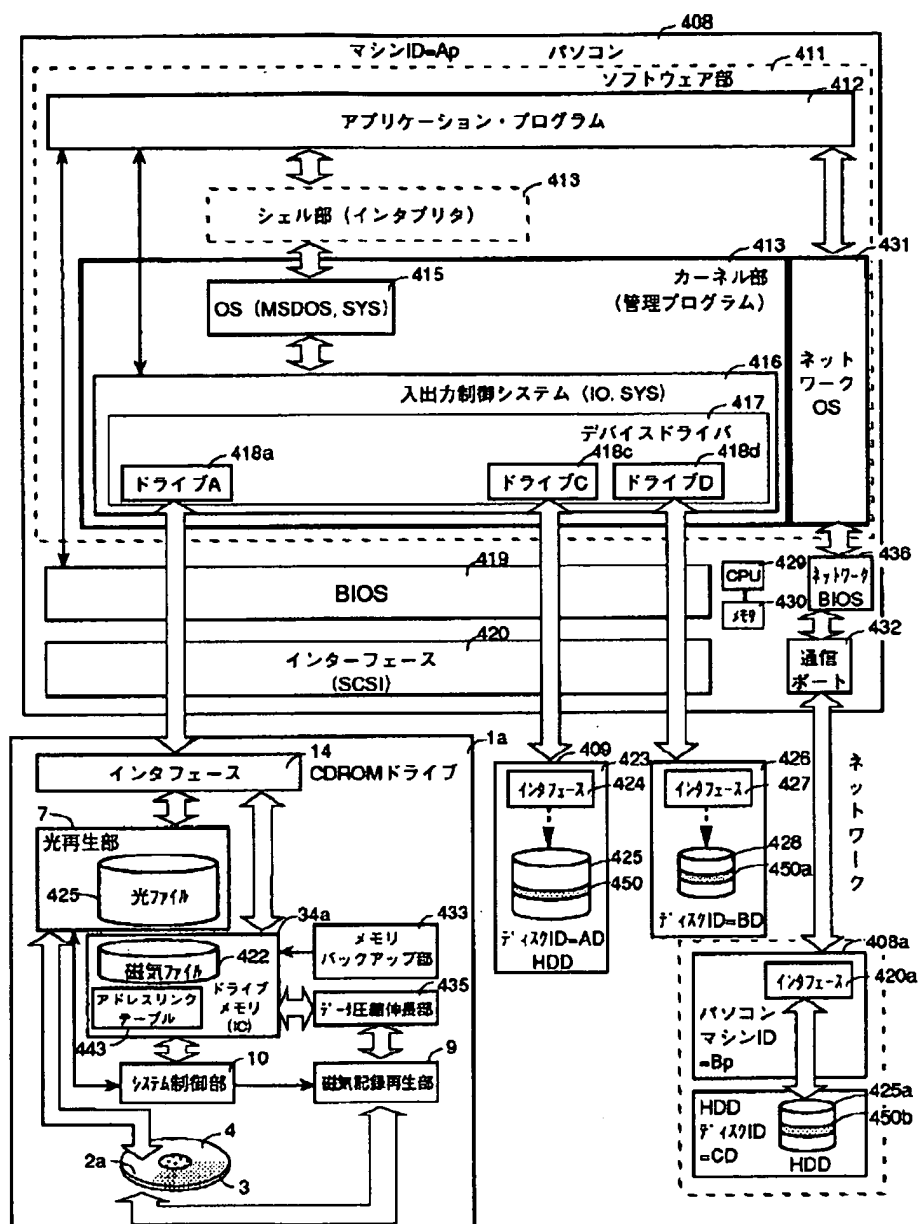 408
マシンID=Ap パソコン
411
ソフトウェア部
412
アプリケーション・プログラム
413
シェル部(インタプリタ)
413
431
カーネル部
(管理プログラム)
415
OS (MSDOS, SYS)
ネット
ワーク
OS
416
入出力制御システム (IO. SYS)
417
デバイスドライバ
418a
418c
418d
ドライブA
ドライブC
ドライブD
436
419
BIOS
429
CPU
430
メモリ
ネットワーク
BIOS
432
420
インターフェース
(SCSI)
通信
ポート
1a
14
インタフェース
CDROMドライブ
409
423
426
インタフェース
424
インタフェース
427
ネットワーク
7
光再生部
425
光ファイル
425
450
428
450a
ディスクID=AD
HDD
ディスクID=BD
34a
433
磁気ファイル
422
メモリ
バックアップ部
アドレスリンク
テーブル
ドライブ
メモリ
(IC)
443
435
データ圧縮伸長部
408a
インタフェース
420a
パソコン
マシンID
=Bp
10
システム制御部
9
磁気記録再生部
425a
450b
HDD
ディスクID
=CD
HDD
4
2a
3